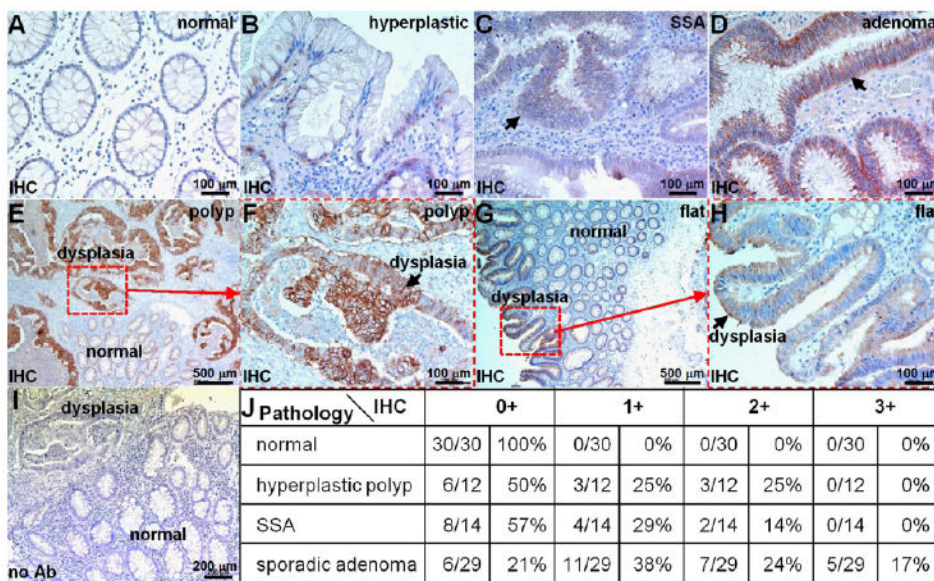 A normal
IHC 100 μm
B hyperplastic
IHC 100 μm
C SSA
IHC 100 μm
D adenoma
IHC 100 μm
E polyp
dysplasia
normal
IHC 500 μm
F polyp
dysplasia
IHC 100 μm
G flat
normal
dysplasia
IHC 500 μm
H flat
dysplasia
IHC 100 μm
I
dysplasia
normal
no Ab 200 μm
J Pathology IHC 0+ 1+ 2+ 3+
normal 30/30 100% 0/30 0% 0/30 0% 0/30 0%
hyperplastic polyp 6/12 50% 3/12 25% 3/12 25% 0/12 0%
SSA 8/14 57% 4/14 29% 2/14 14% 0/14 0%
sporadic adenoma 6/29 21% 11/29 38% 7/29 24% 5/29 17%